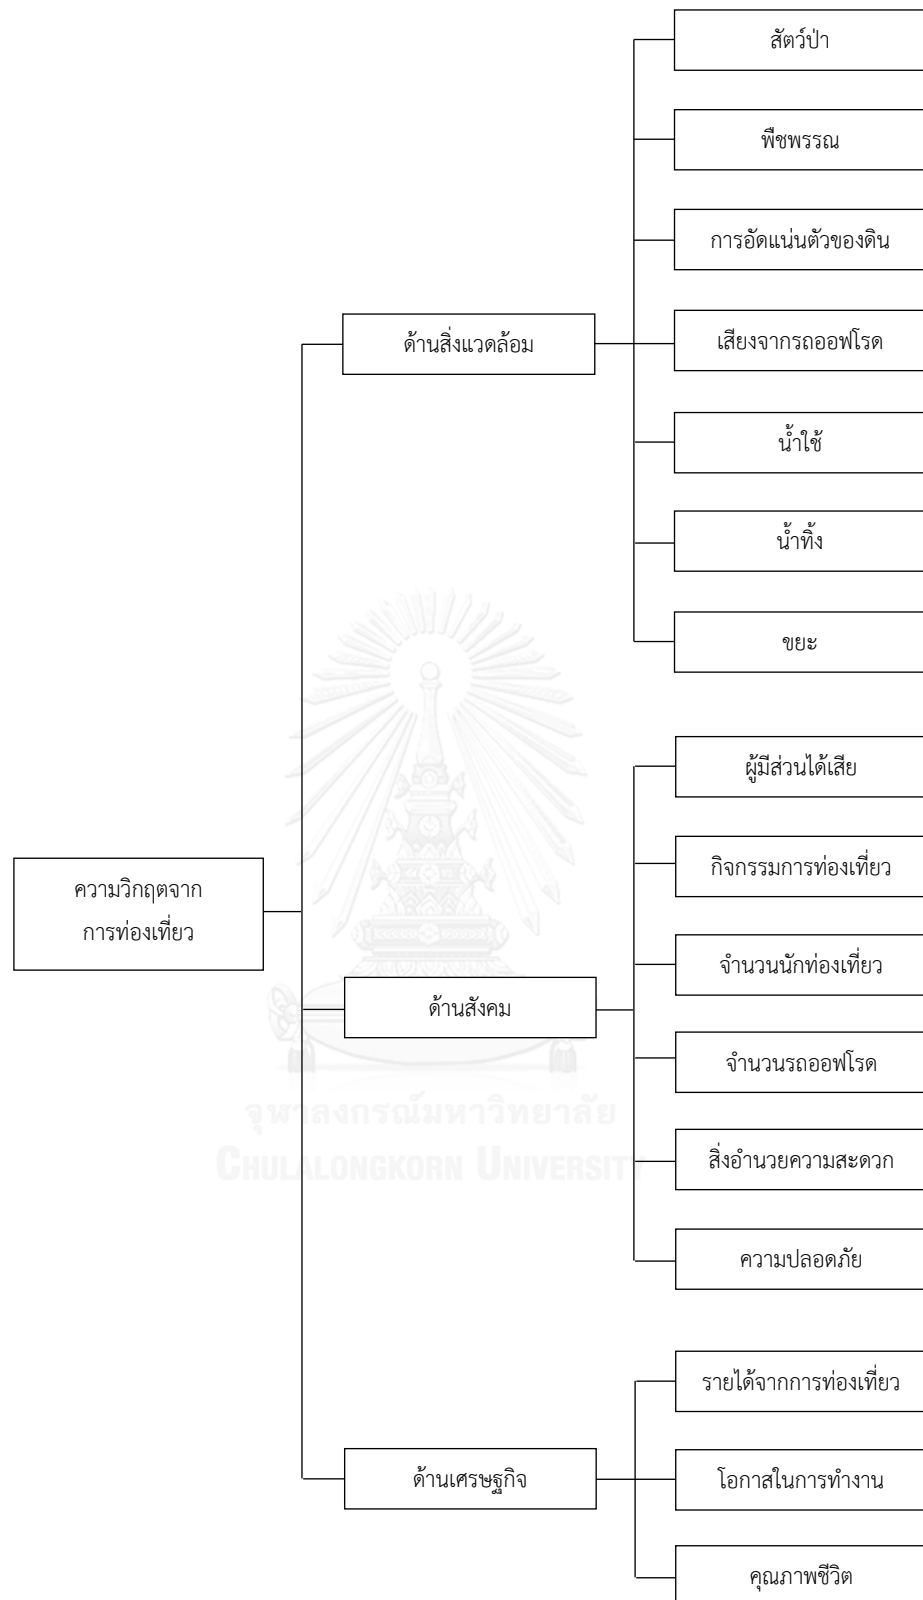 สัตว์ป่า
พืชพรรณ
การอัดแน่นตัวของดิน
ด้านสิ่งแวดล้อม
เสียงจากรถออฟโรด
น้ำใช้
น้ำทิ้ง
ขยะ
ผู้มีส่วนได้เสีย
ความวิกฤตจาก
การท่องเที่ยว
กิจกรรมการท่องเที่ยว
จำนวนนักท่องเที่ยว
ด้านสังคม
จำนวนรถออฟโรด
จุฬาลงกรณ์มหาวิทยาลัย
CHULALONGKORN UNIVERSITY
สิ่งอำนวยความสะดวก
ความปลอดภัย
รายได้จากการท่องเที่ยว
ด้านเศรษฐกิจ
โอกาสในการทำงาน
คุณภาพชีวิต